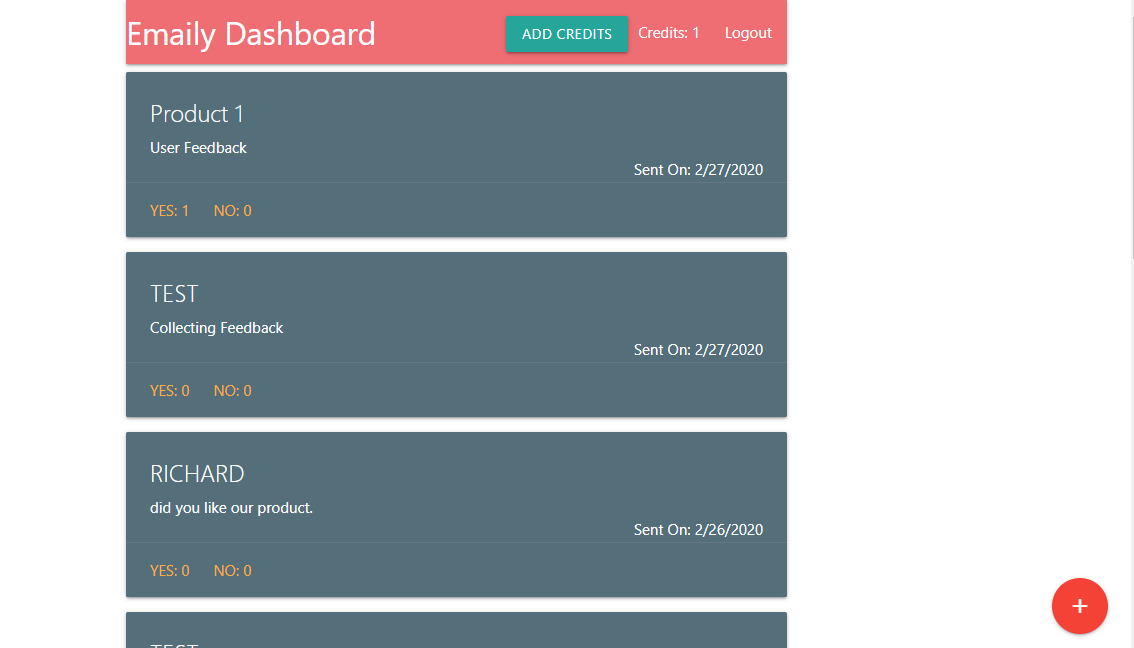 Emaily Dashboard ADD CREDITS Credits: 1 Logout
Product 1
User Feedback
Sent On: 2/27/2020
YES: 1 NO: 0
TEST
Collecting Feedback
Sent On: 2/27/2020
YES: 0 NO: 0
RICHARD
did you like our product.
Sent On: 2/26/2020
YES: 0 NO: 0
TEST
+